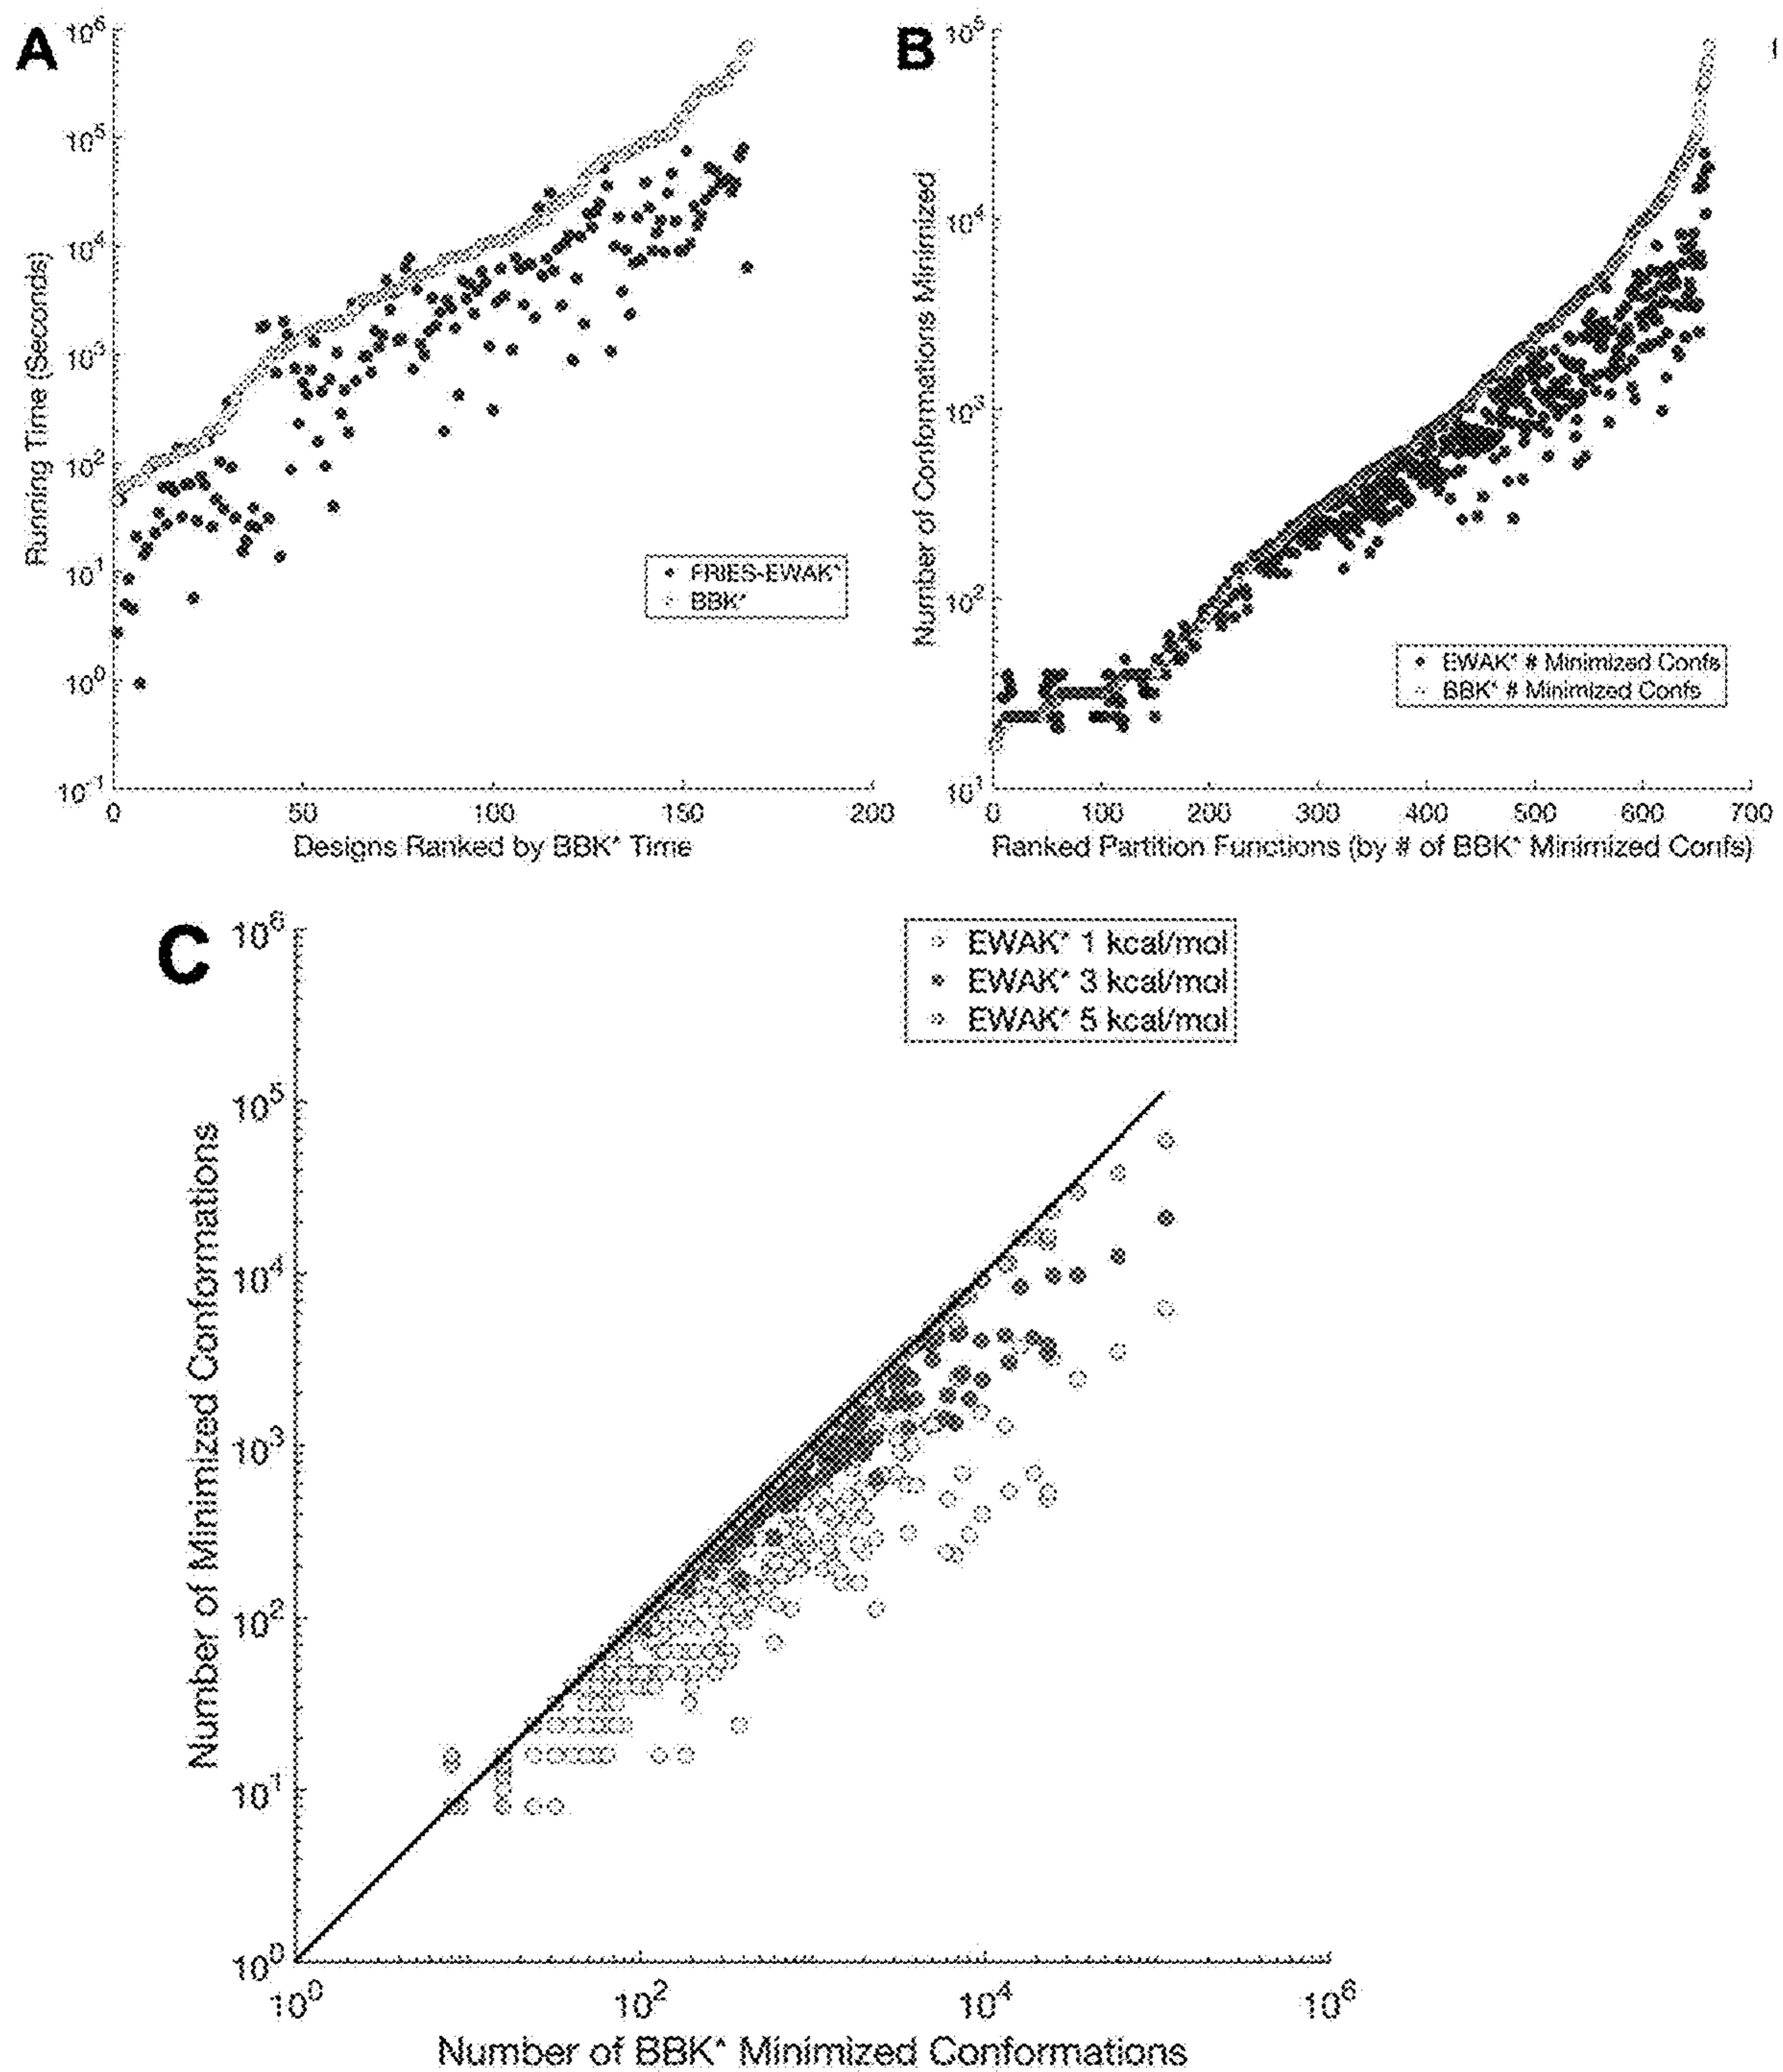 A
10^6
10^5
10^4
10^3
10^2
10^1
10^0
10^-1
Running Time (Seconds)
FRIES-EWAK*
BBK*
0 50 100 150 200
Designs Ranked by BBK* Time
B
10^5
10^4
10^3
10^2
10^1
Number of Conformations Minimized
EWAK* # Minimized Confs
BBK* # Minimized Confs
0 100 200 300 400 500 600 700
Ranked Partition Functions (by # of BBK* Minimized Confs)
C
10^6
10^5
10^4
10^3
10^2
10^1
10^0
Number of Minimized Conformations
EWAK* 1 kcal/mol
EWAK* 3 kcal/mol
EWAK* 5 kcal/mol
10^0 10^2 10^4 10^6
Number of BBK* Minimized Conformations